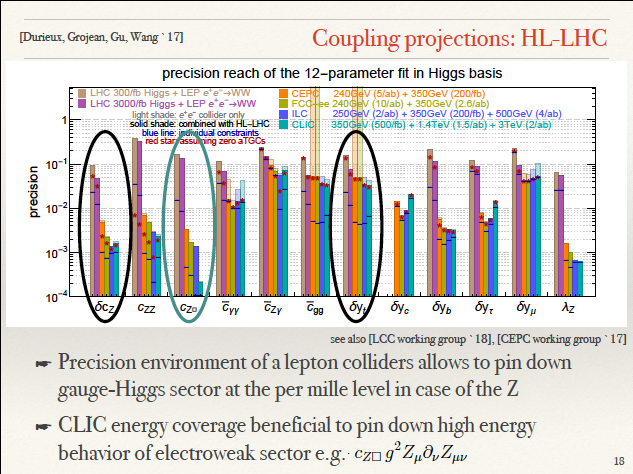 [Durieux, Grojean, Gu, Wang `17]
Coupling projections: HL-LHC
precision reach of the 12-parameter fit in Higgs basis
LHC 300/fb Higgs + LEP e⁺e⁻→WW
LHC 3000/fb Higgs + LEP e⁺e⁻→WW
light shade: e⁺e⁻ collider only
solid shade: combined with HL-LHC
blue line: individual constraints
red star: assuming zero aTGCs
CEPC 240GeV (5/ab) + 350GeV (200/fb)
FCC-ee 240GeV (10/ab) + 350GeV (2.6/ab)
ILC 250GeV (2/ab) + 350GeV (200/fb) + 500GeV (4/ab)
CLIC 350GeV (500/fb) + 1.4TeV (1.5/ab) + 3TeV (2/ab)
precision
1
10⁻¹
10⁻²
10⁻³
10⁻⁴
δc_Z c_ZZ c_Z□ c̄_γγ c̄_Zγ c̄_gg δy_t δy_c δy_b δy_τ δy_μ λ_Z
see also [LCC working group `18], [CEPC working group `17]
☛ Precision environment of a lepton colliders allows to pin down
gauge-Higgs sector at the per mille level in case of the Z
☛ CLIC energy coverage beneficial to pin down high energy
behavior of electroweak sector e.g. c_Z□ g² Z_μ ∂_ν Z_μν
18